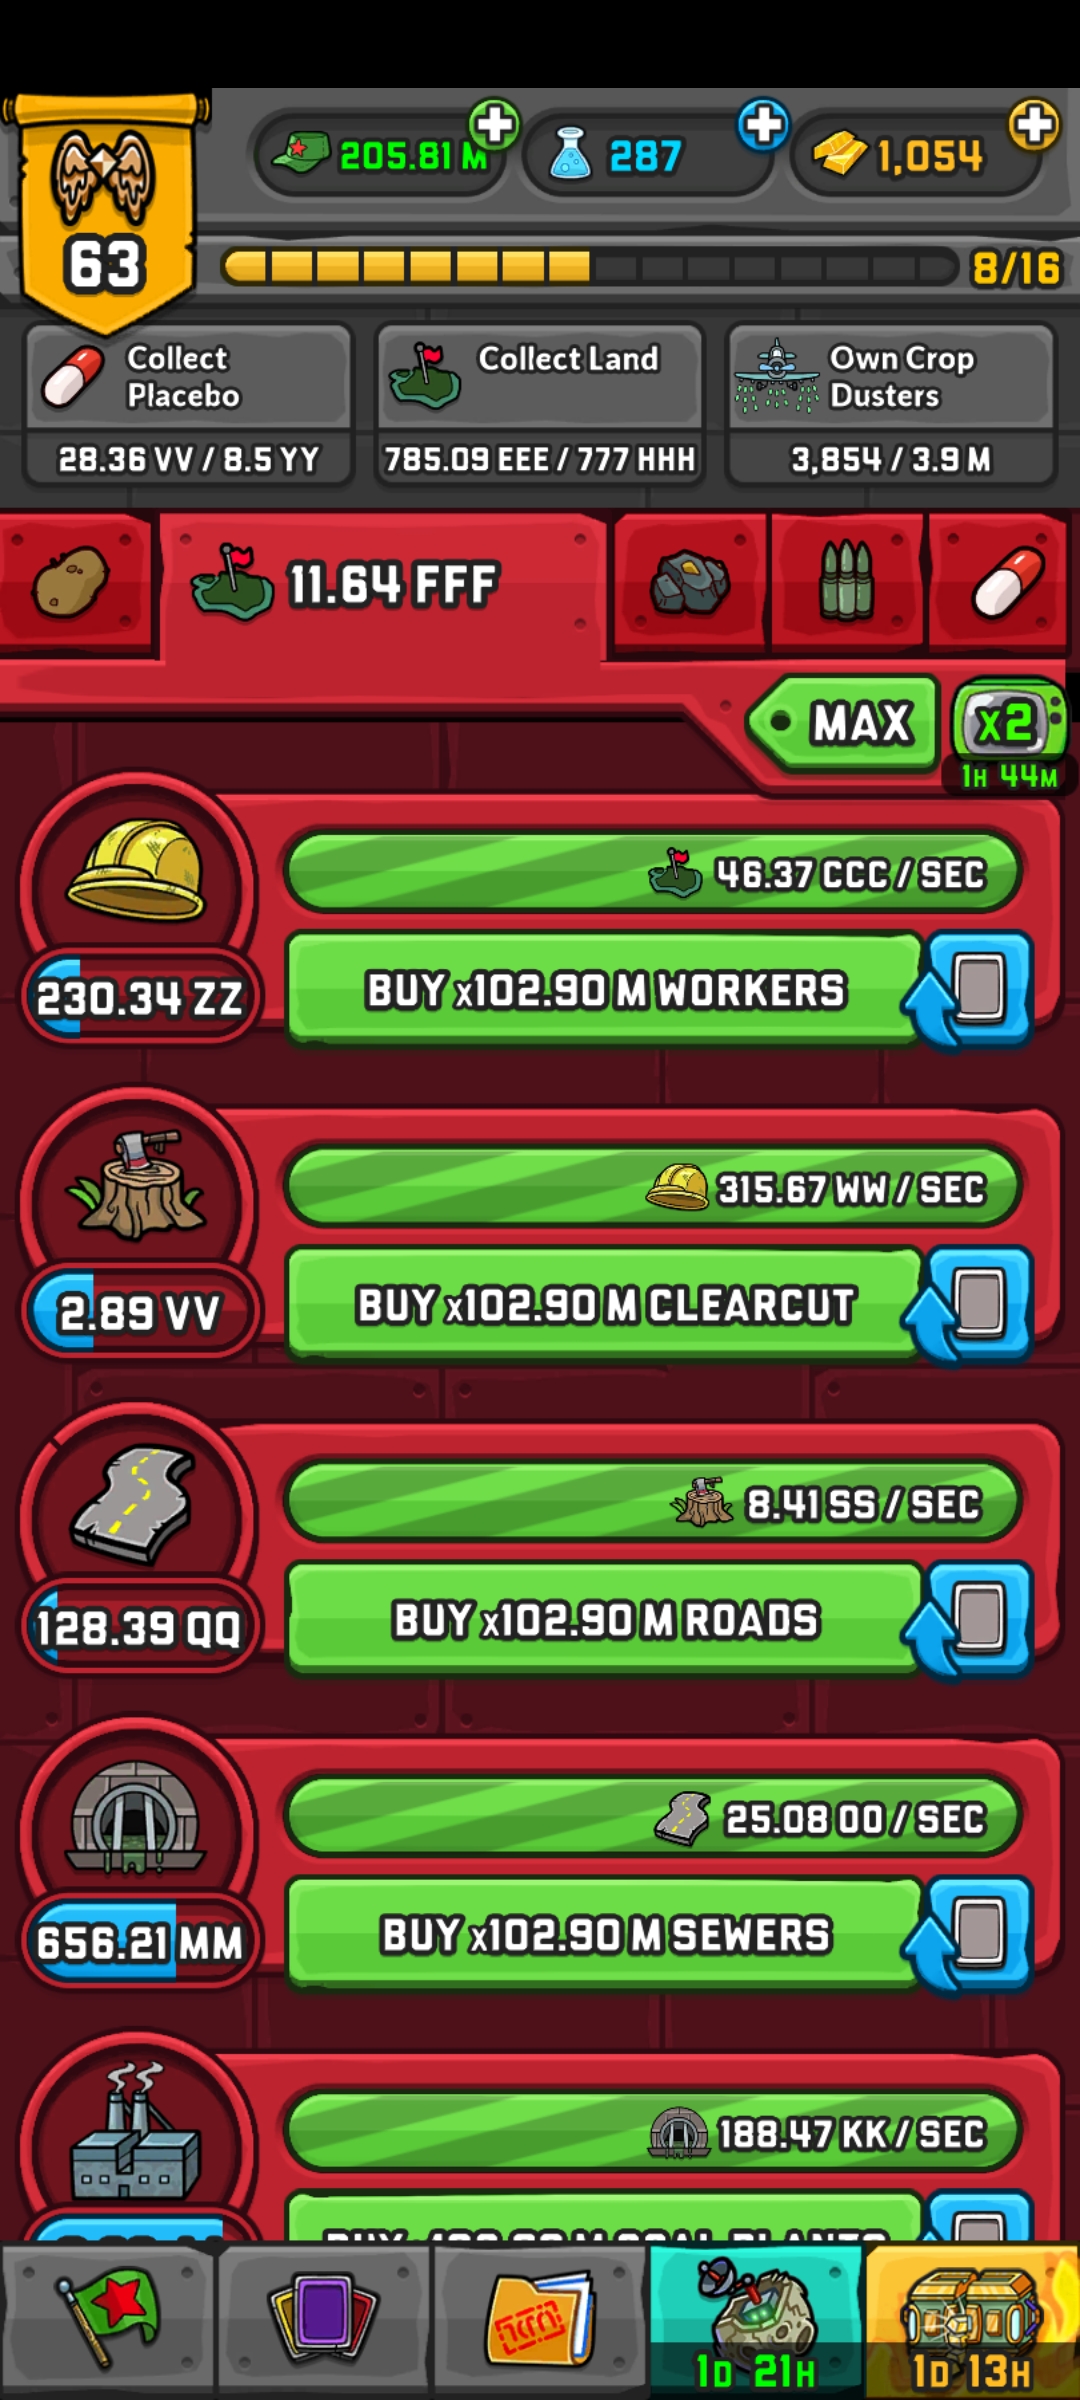 205.81 M
287
1,054
63
8/16
Collect
Placebo
28.36 VV / 8.5 YY
Collect Land
785.09 EEE / 777 HHH
Own Crop
Dusters
3,854 / 3.9 M
11.64 FFF
MAX
x2
1H 44M
46.37 CCC / SEC
230.34 ZZ
BUY x102.90 M WORKERS
315.67 WW / SEC
2.89 VV
BUY x102.90 M CLEARCUT
8.41 SS / SEC
128.39 QQ
BUY x102.90 M ROADS
25.08 OO / SEC
656.21 MM
BUY x102.90 M SEWERS
188.47 KK / SEC
1D 21H
1D 13H